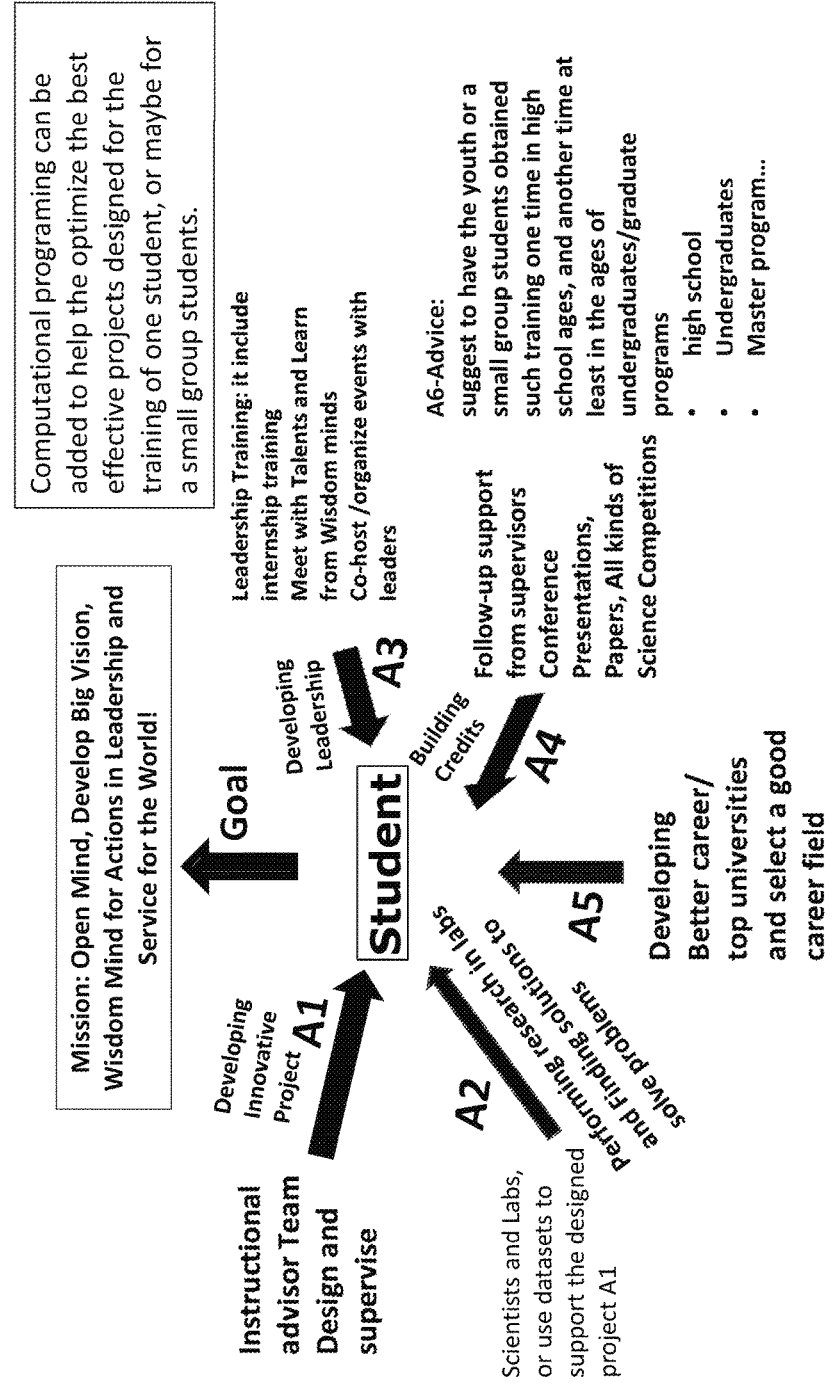 Computational programing can be
added to help the optimize the best
effective projects designed for the
training of one student, or maybe for
a small group students.
Mission: Open Mind, Develop Big Vision,
Wisdom Mind for Actions in Leadership and
Service for the World!
Goal
Instructional
advisor Team
Design and
supervise
Developing
Innovative
Project
A1
Student
Developing
Leadership
A3
Leadership Training: it include
internship training
Meet with Talents and Learn
from Wisdom minds
Co-host /organize events with
leaders
Scientists and Labs,
or use datasets to
support the designed
project A1
A2
Performing research in labs
and Finding solutions to
solve problems
A5
Developing
Better career/
top universities
and select a good
career field
Building
Credits
A4
Follow-up support
from supervisors
Conference
Presentations,
Papers, All kinds of
Science Competitions
A6-Advice:
suggest to have the youth or a
small group students obtained
such training one time in high
school ages, and another time at
least in the ages of
undergraduates/graduate
programs
• high school
• Undergraduates
• Master program...